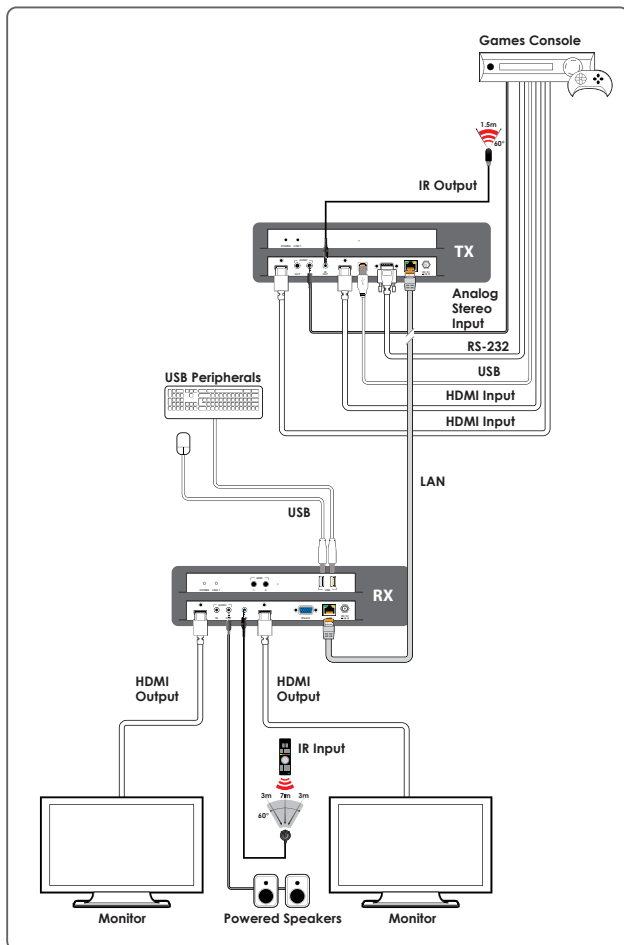 Games Console
1.5m
60°
IR Output
TX
Analog
Stereo
Input
RS-232
USB
HDMI Input
HDMI Input
USB Peripherals
LAN
USB
RX
HDMI
Output
HDMI
Output
IR Input
3m 7m 3m
60°
Monitor
Powered Speakers
Monitor